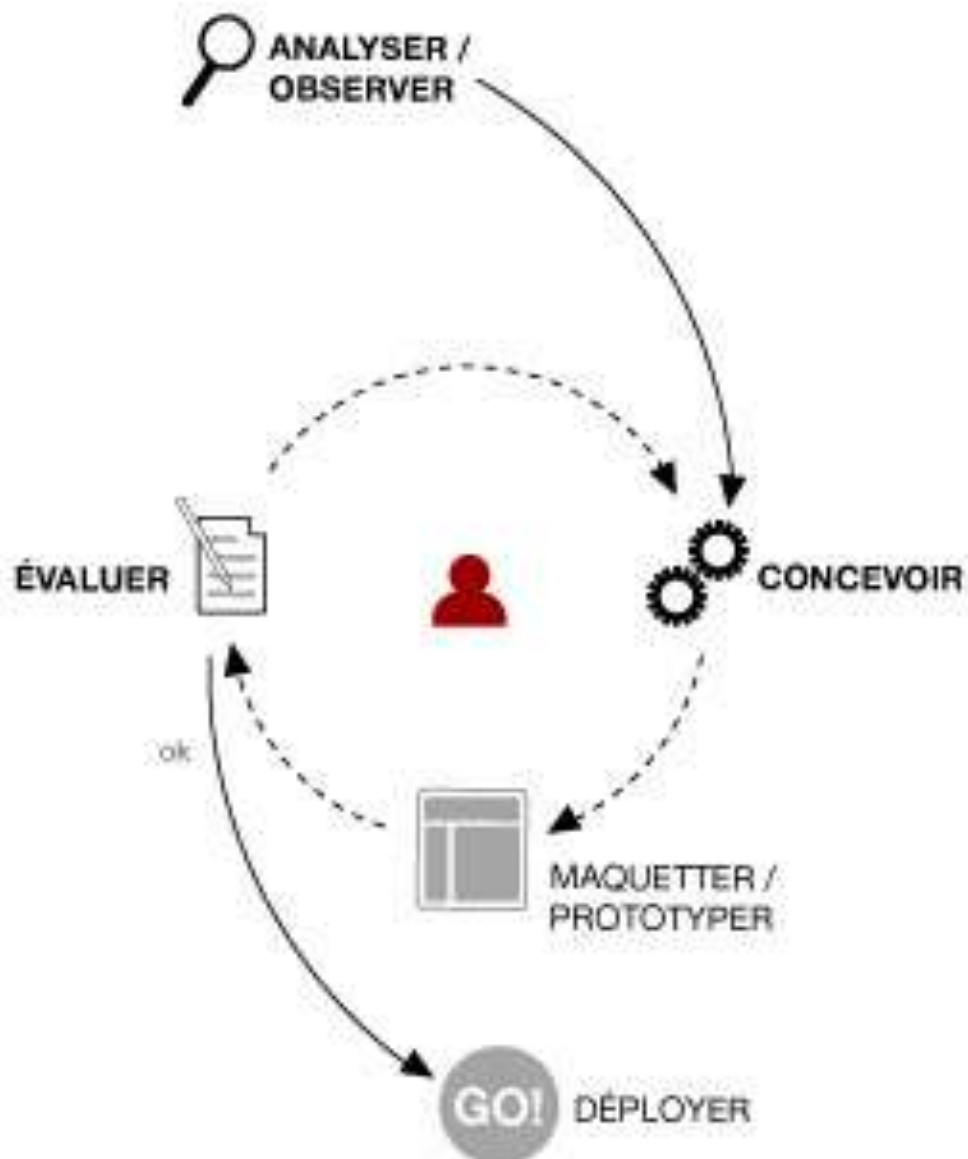 ANALYSER /
OBSERVER
ÉVALUER
CONCEVOIR
ok
MAQUETTER /
PROTOTYPER
GO!
DÉPLOYER